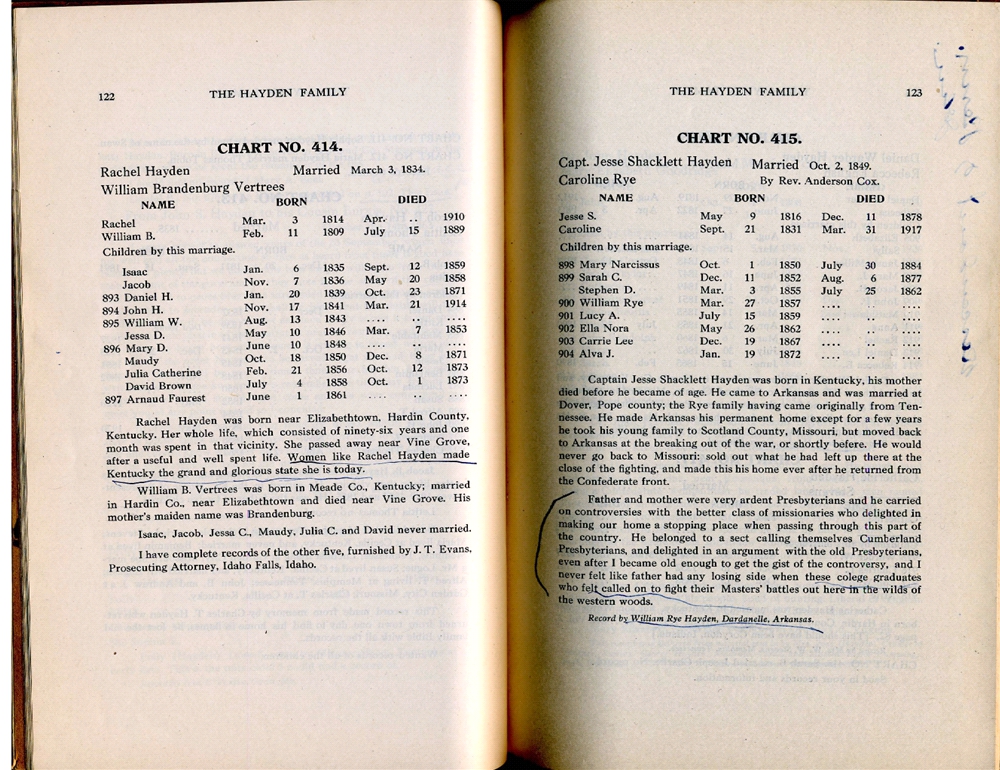 122
THE HAYDEN FAMILY
CHART NO. 414.
Rachel Hayden Married March 3, 1834.
William Brandenburg Vertrees
NAME BORN DIED
Rachel Mar. 3 1814 Apr. .. 1910
William B. Feb. 11 1809 July 15 1889
Children by this marriage.
Isaac Jan. 6 1835 Sept. 12 1859
Jacob Nov. 7 1836 May 20 1858
893 Daniel H. Jan. 20 1839 Oct. 23 1871
894 John H. Nov. 17 1841 Mar. 21 1914
895 William W. Aug. 13 1843 .... .. ....
Jessa D. May 10 1846 Mar. 7 1853
896 Mary D. June 10 1848 .... .. ....
Maudy Oct. 18 1850 Dec. 8 1871
Julia Catherine Feb. 21 1856 Oct. 12 1873
David Brown July 4 1858 Oct. 1 1873
897 Arnaud Faurest June 1 1861 .... .. ....
Rachel Hayden was born near Elizabethtown, Hardin County,
Kentucky. Her whole life, which consisted of ninety-six years and one
month was spent in that vicinity. She passed away near Vine Grove,
after a useful and well spent life. Women like Rachel Hayden made
Kentucky the grand and glorious state she is today.
William B. Vertrees was born in Meade Co., Kentucky; married
in Hardin Co., near Elizabethtown and died near Vine Grove. His
mother's maiden name was Brandenburg.
Isaac, Jacob, Jessa C., Maudy, Julia C. and David never married.
I have complete records of the other five, furnished by J. T. Evans,
Prosecuting Attorney, Idaho Falls, Idaho.
THE HAYDEN FAMILY
123
CHART NO. 415.
Capt. Jesse Shacklett Hayden Married Oct. 2, 1849.
Caroline Rye By Rev. Anderson Cox.
NAME BORN DIED
Jesse S. May 9 1816 Dec. 11 1878
Caroline Sept. 21 1831 Mar. 31 1917
Children by this marriage.
898 Mary Narcissus Oct. 1 1850 July 30 1884
899 Sarah C. Dec. 11 1852 Aug. 6 1877
Stephen D. Mar. 3 1855 July 25 1862
900 William Rye Mar. 27 1857 .... .. ....
901 Lucy A. July 15 1859 .... .. ....
902 Ella Nora May 26 1862 .... .. ....
903 Carrie Lee Dec. 19 1867 .... .. ....
904 Alva J. Jan. 19 1872 .... .. ....
Captain Jesse Shacklett Hayden was born in Kentucky, his mother
died before he became of age. He came to Arkansas and was married at
Dover, Pope county; the Rye family having came originally from Ten-
nessee. He made Arkansas his permanent home except for a few years
he took his young family to Scotland County, Missouri, but moved back
to Arkansas at the breaking out of the war, or shortly befere. He would
never go back to Missouri: sold out what he had left up there at the
close of the fighting, and made this his home ever after he returned from
the Confederate front.
Father and mother were very ardent Presbyterians and he carried
on controversies with the better class of missionaries who delighted in
making our home a stopping place when passing through this part of
the country. He belonged to a sect calling themselves Cumberland
Presbyterians, and delighted in an argument with the old Presbyterians,
even after I became old enough to get the gist of the controversy, and I
never felt like father had any losing side when these colege graduates
who felt called on to fight their Masters' battles out here in the wilds of
the western woods.
Record by William Rye Hayden, Dardanelle, Arkansas.